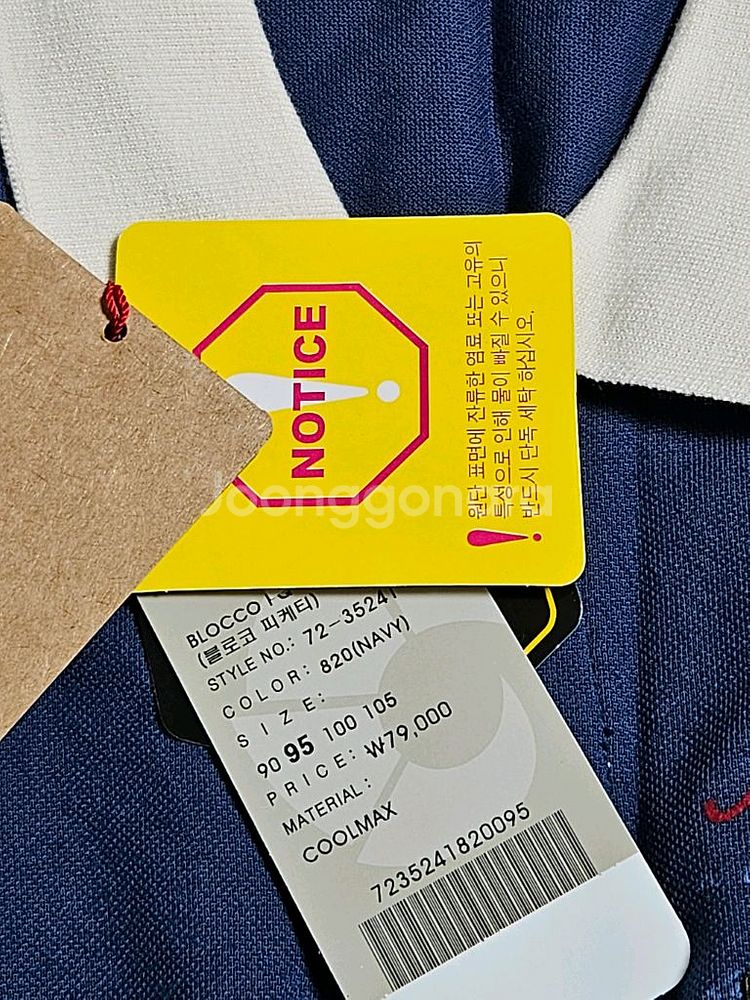 NOTICE
원단 표면에 잔류한 염료 또는 고유의
특성으로 인해 물이 빠질 수 있으니
반드시 단독 세탁 하십시오.
Joonggonara
BLOCCO
(블로코 피케티)
STYLE NO.: 72-35241
COLOR: 820(NAVY)
SIZE:
90 95 100 105
PRICE: ₩79,000
MATERIAL:
COOLMAX
7235241820095